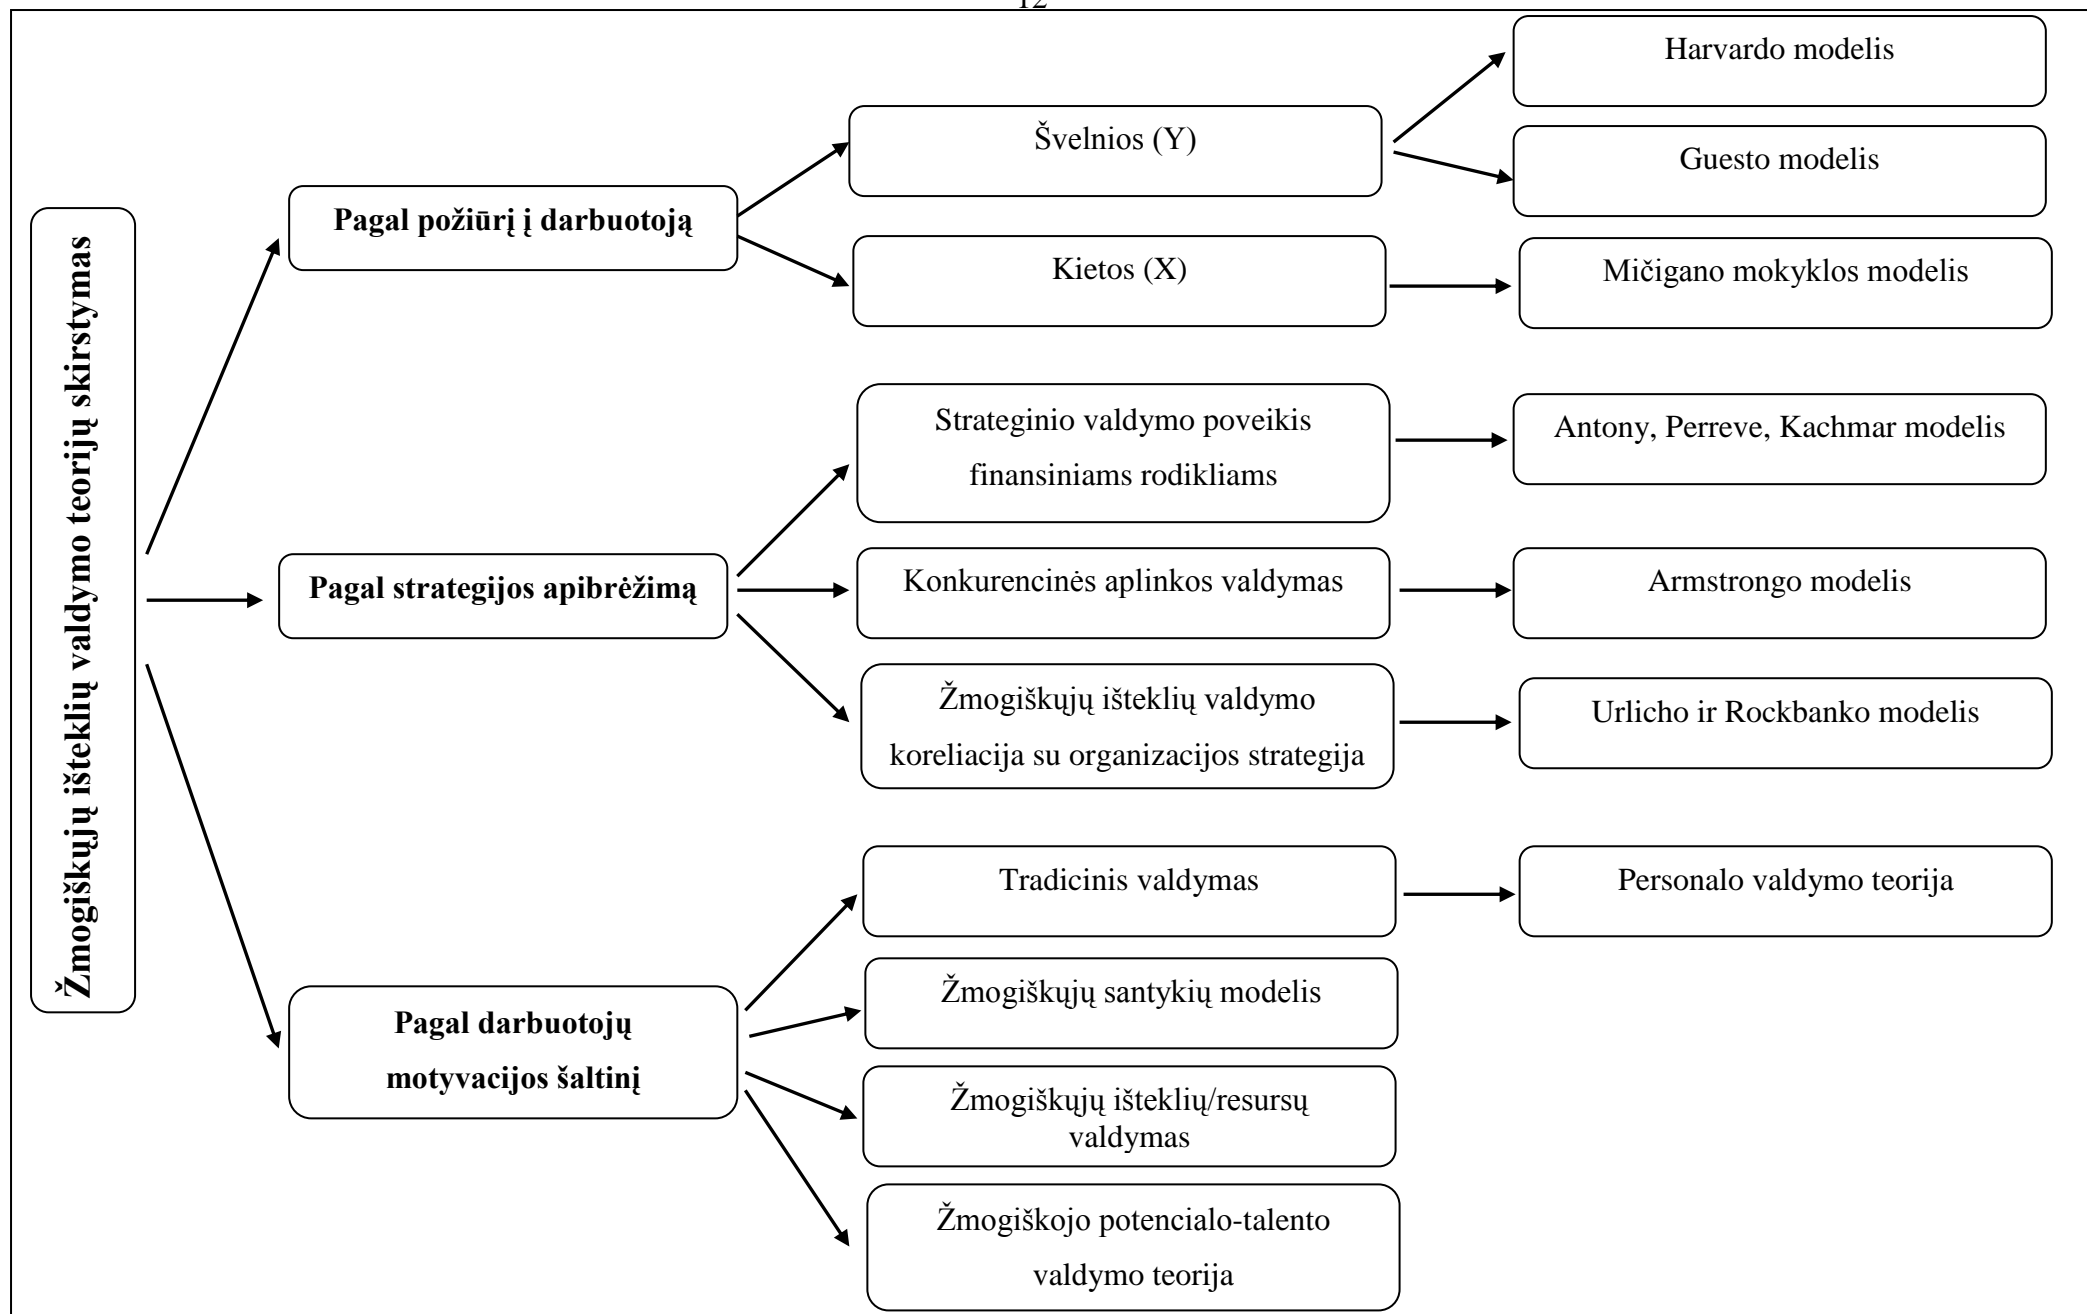 12
Harvardo modelis
Švelnios (Y)
Guesto modelis
Pagal požiūrį į darbuotoją
Kietos (X)
Mičigano mokyklos modelis
Žmogiškųjų išteklių valdymo teorijų skirstymas
Strateginio valdymo poveikis
finansiniams rodikliams
Antony, Perreve, Kachmar modelis
Pagal strategijos apibrėžimą
Konkurencinės aplinkos valdymas
Armstrongo modelis
Žmogiškųjų išteklių valdymo
koreliacija su organizacijos strategija
Urlicho ir Rockbanko modelis
Tradicinis valdymas
Personalo valdymo teorija
Pagal darbuotojų
motyvacijos šaltinį
Žmogiškųjų santykių modelis
Žmogiškųjų išteklių/resursų
valdymas
Žmogiškojo potencialo-talento
valdymo teorija